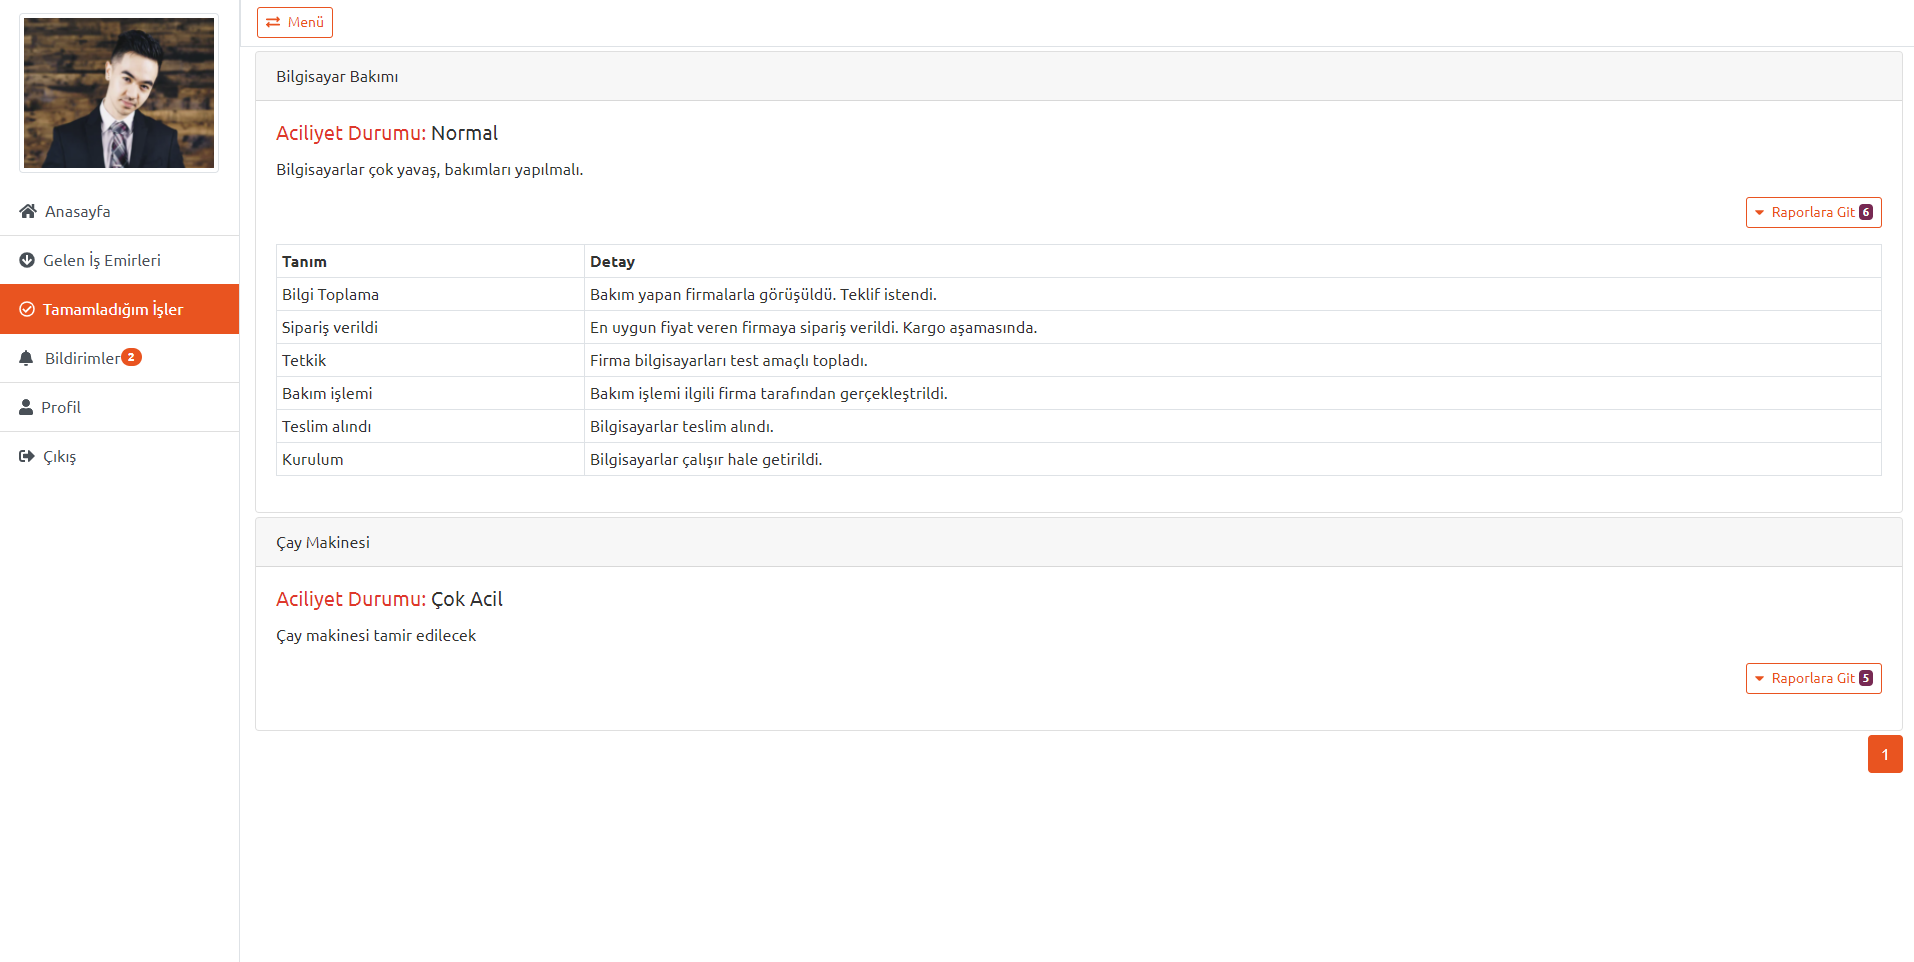 Menü
Anasayfa
Gelen İş Emirleri
Tamamladığım İşler
Bildirimler 2
Profil
Çıkış
Bilgisayar Bakımı
Aciliyet Durumu: Normal
Bilgisayarlar çok yavaş, bakımları yapılmalı.
Raporlara Git 6
Tanım Detay
Bilgi Toplama Bakım yapan firmalarla görüşüldü. Teklif istendi.
Sipariş verildi En uygun fiyat veren firmaya sipariş verildi. Kargo aşamasında.
Tetkik Firma bilgisayarları test amaçlı topladı.
Bakım işlemi Bakım işlemi ilgili firma tarafından gerçekleştrildi.
Teslim alındı Bilgisayarlar teslim alındı.
Kurulum Bilgisayarlar çalışır hale getirildi.
Çay Makinesi
Aciliyet Durumu: Çok Acil
Çay makinesi tamir edilecek
Raporlara Git 5
1